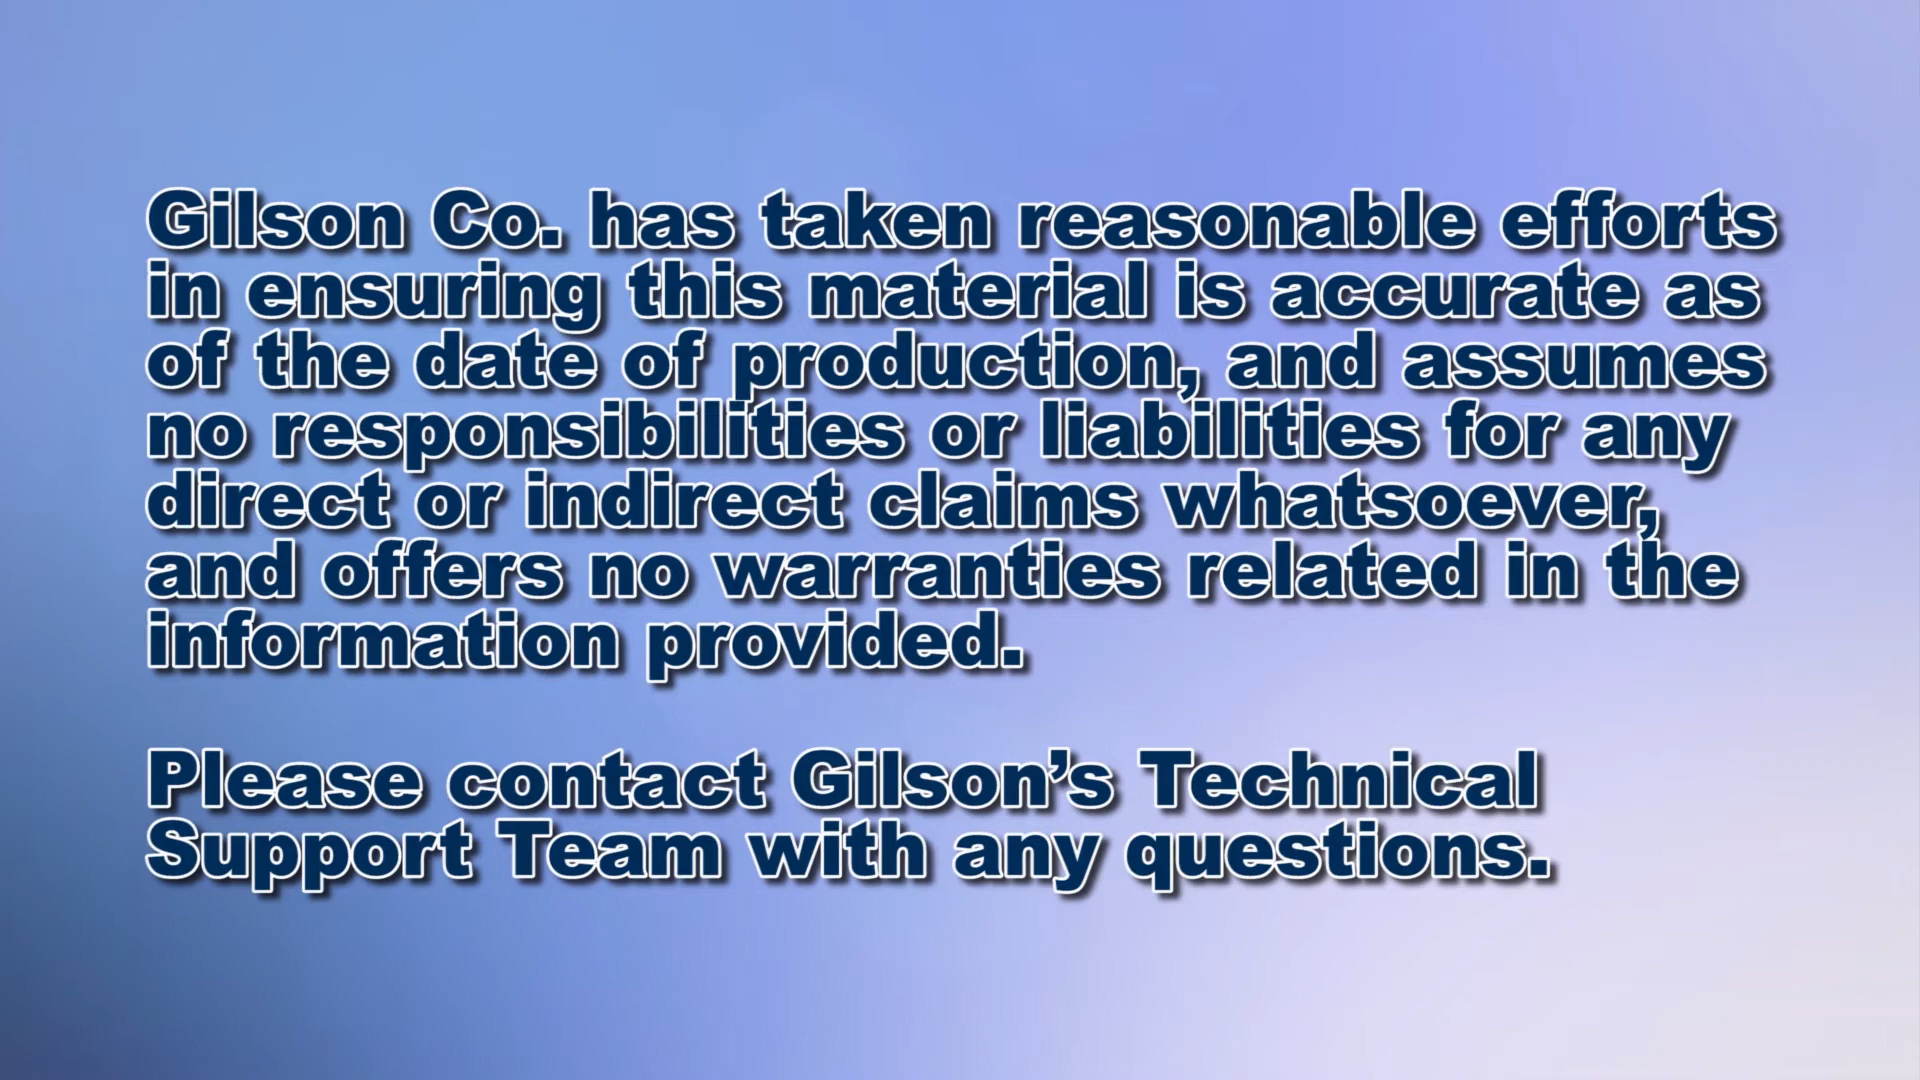 Gilson Co. has taken reasonable efforts
in ensuring this material is accurate as
of the date of production, and assumes
no responsibilities or liabilities for any
direct or indirect claims whatsoever,
and offers no warranties related in the
information provided.
Please contact Gilson’s Technical
Support Team with any questions.